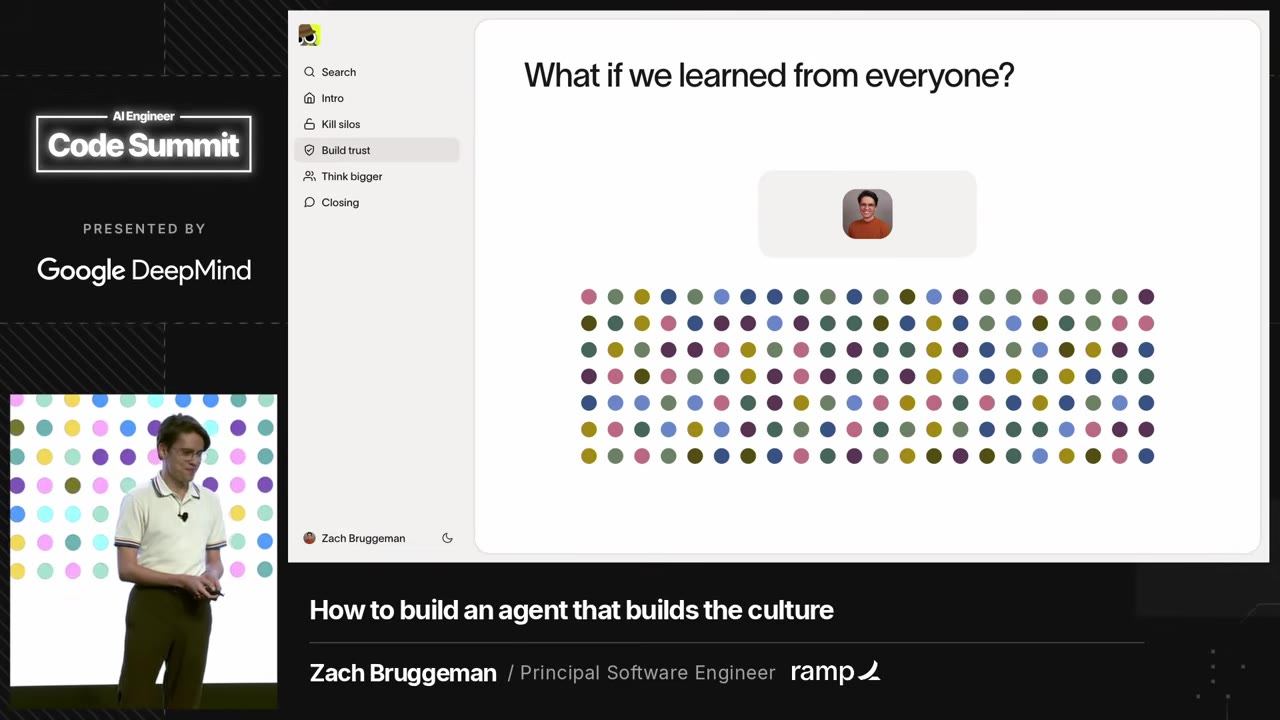 AI Engineer
Code Summit
PRESENTED BY
Google DeepMind
Search
Intro
Kill silos
Build trust
Think bigger
Closing
Zach Bruggeman
What if we learned from everyone?
How to build an agent that builds the culture
Zach Bruggeman / Principal Software Engineer ramp